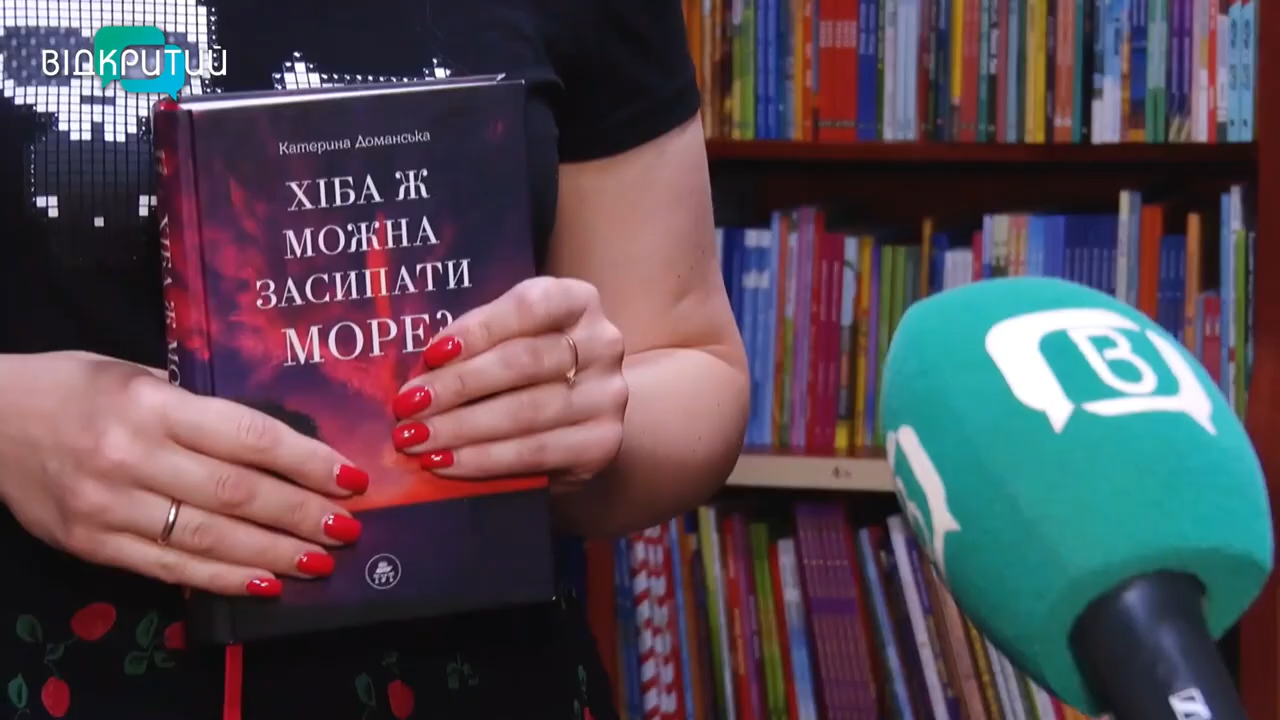 ВІДКРИТИЙ
Катерина Доманська
ХІБА Ж
МОЖНА
ЗАСИПАТИ
МОРЕ?
ТУТ
В